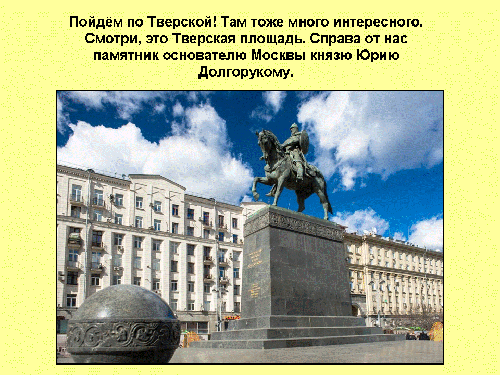 Пойдём по Тверской! Там тоже много интересного.
Смотри, это Тверская площадь. Справа от нас
памятник основателю Москвы князю Юрию
Долгорукому.